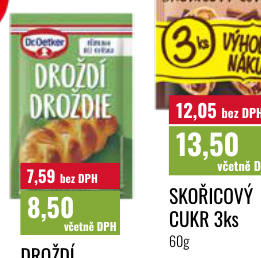 Dr.Oetker
DROŽDÍ
DROŽDIE
7,59 bez DPH
8,50
včetně DPH
DROŽDÍ
3ks
VÝHO
NÁKU
12,05 bez DPH
13,50
včetně D
SKOŘICOVÝ
CUKR 3ks
60g